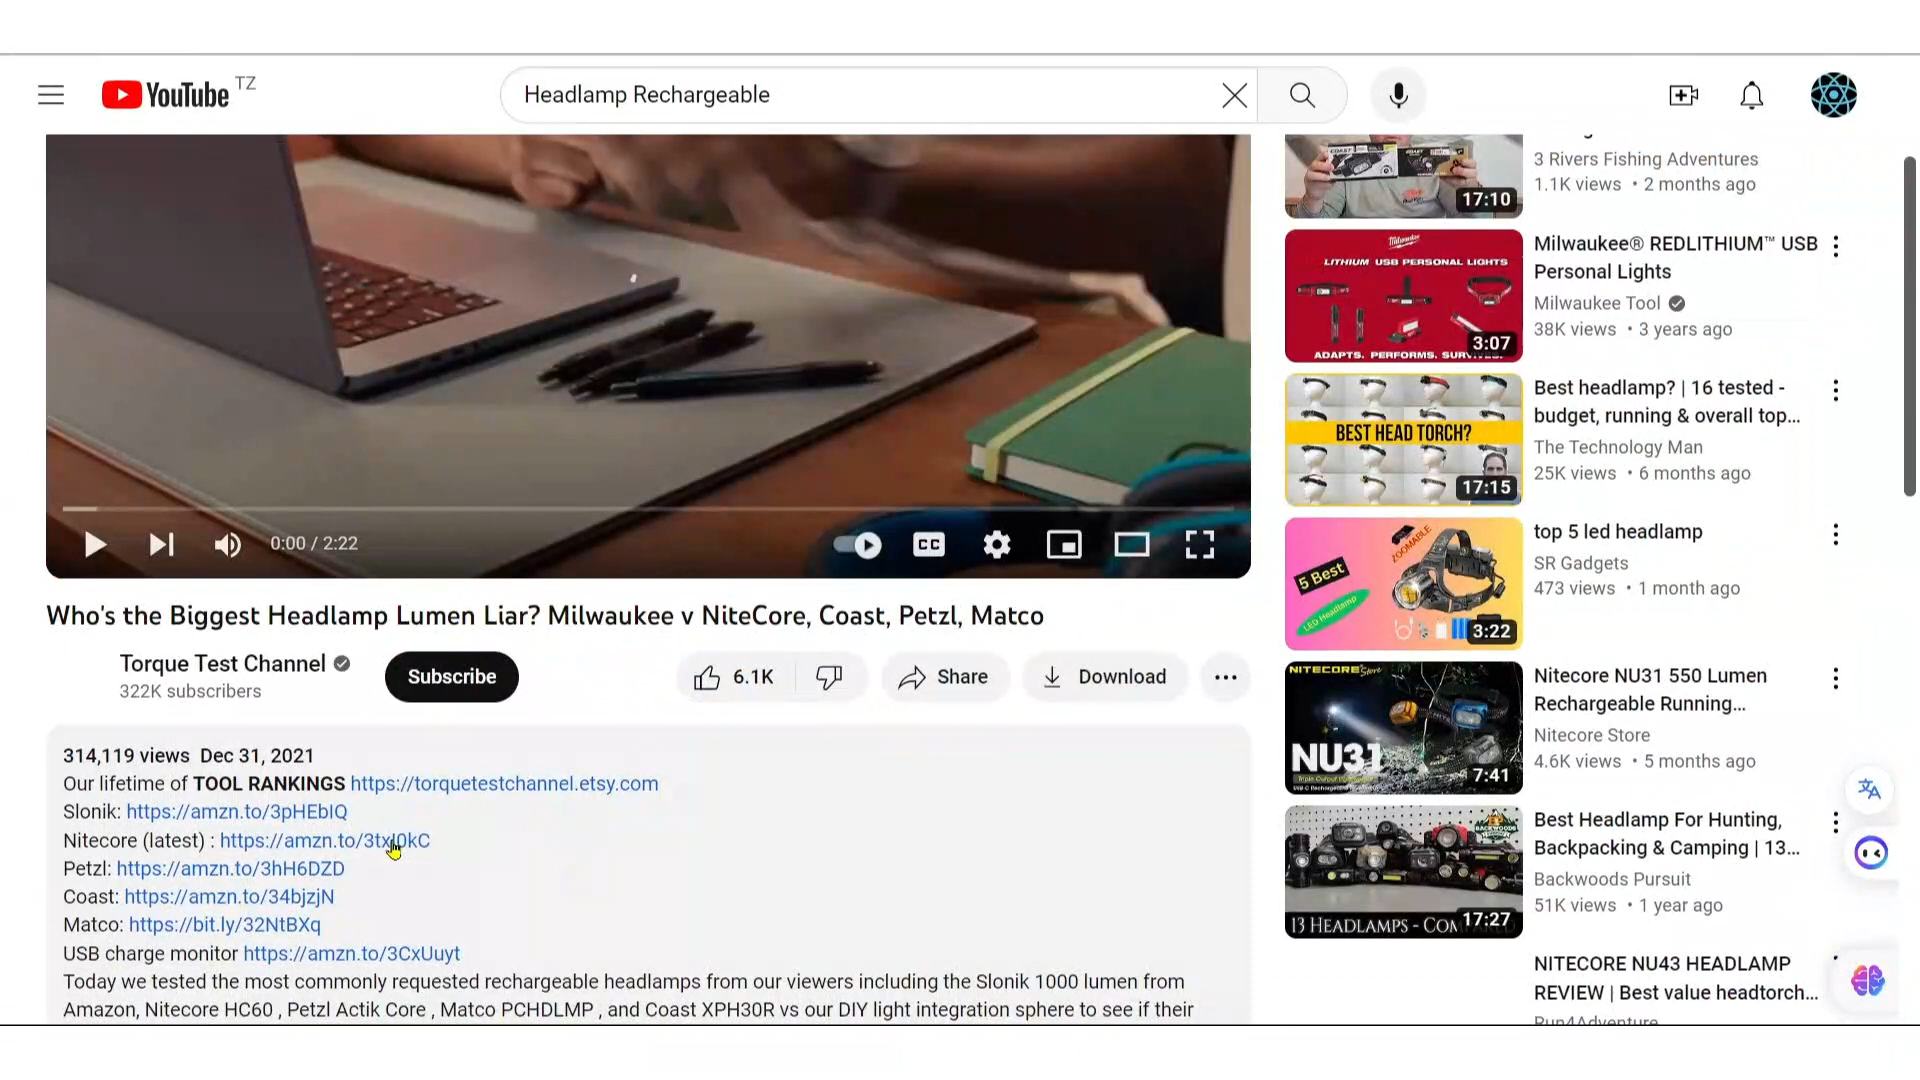 YouTube TZ
Headlamp Rechargeable
0:00 / 2:22
CC
Who's the Biggest Headlamp Lumen Liar? Milwaukee v NiteCore, Coast, Petzl, Matco
Torque Test Channel
322K subscribers
Subscribe
6.1K
Share
Download
314,119 views Dec 31, 2021
Our lifetime of TOOL RANKINGS https://torquetestchannel.etsy.com
Slonik: https://amzn.to/3pHEbIQ
Nitecore (latest) : https://amzn.to/3txI0kC
Petzl: https://amzn.to/3hH6DZD
Coast: https://amzn.to/34bjzjN
Matco: https://bit.ly/32NtBXq
USB charge monitor https://amzn.to/3CxUuyt
Today we tested the most commonly requested rechargeable headlamps from our viewers including the Slonik 1000 lumen from
Amazon, Nitecore HC60 , Petzl Actik Core , Matco PCHDLMP , and Coast XPH30R vs our DIY light integration sphere to see if their
COAST
17:10
3 Rivers Fishing Adventures
1.1K views • 2 months ago
Milwaukee
LITHIUM USB PERSONAL LIGHTS
ADAPTS. PERFORMS. SURVIVES.
3:07
Milwaukee® REDLITHIUM™ USB
Personal Lights
Milwaukee Tool
38K views • 3 years ago
BEST HEAD TORCH?
17:15
Best headlamp? | 16 tested -
budget, running & overall top...
The Technology Man
25K views • 6 months ago
5 Best
LED Headlamp
ZOOMABLE
3:22
top 5 led headlamp
SR Gadgets
473 views • 1 month ago
NITECORE Store
NU31
7:41
Nitecore NU31 550 Lumen
Rechargeable Running...
Nitecore Store
4.6K views • 5 months ago
BACKWOODS
13 HEADLAMPS - COMPARED
17:27
Best Headlamp For Hunting,
Backpacking & Camping | 13...
Backwoods Pursuit
51K views • 1 year ago
NITECORE NU43 HEADLAMP
REVIEW | Best value headtorch...
Run4Adventure